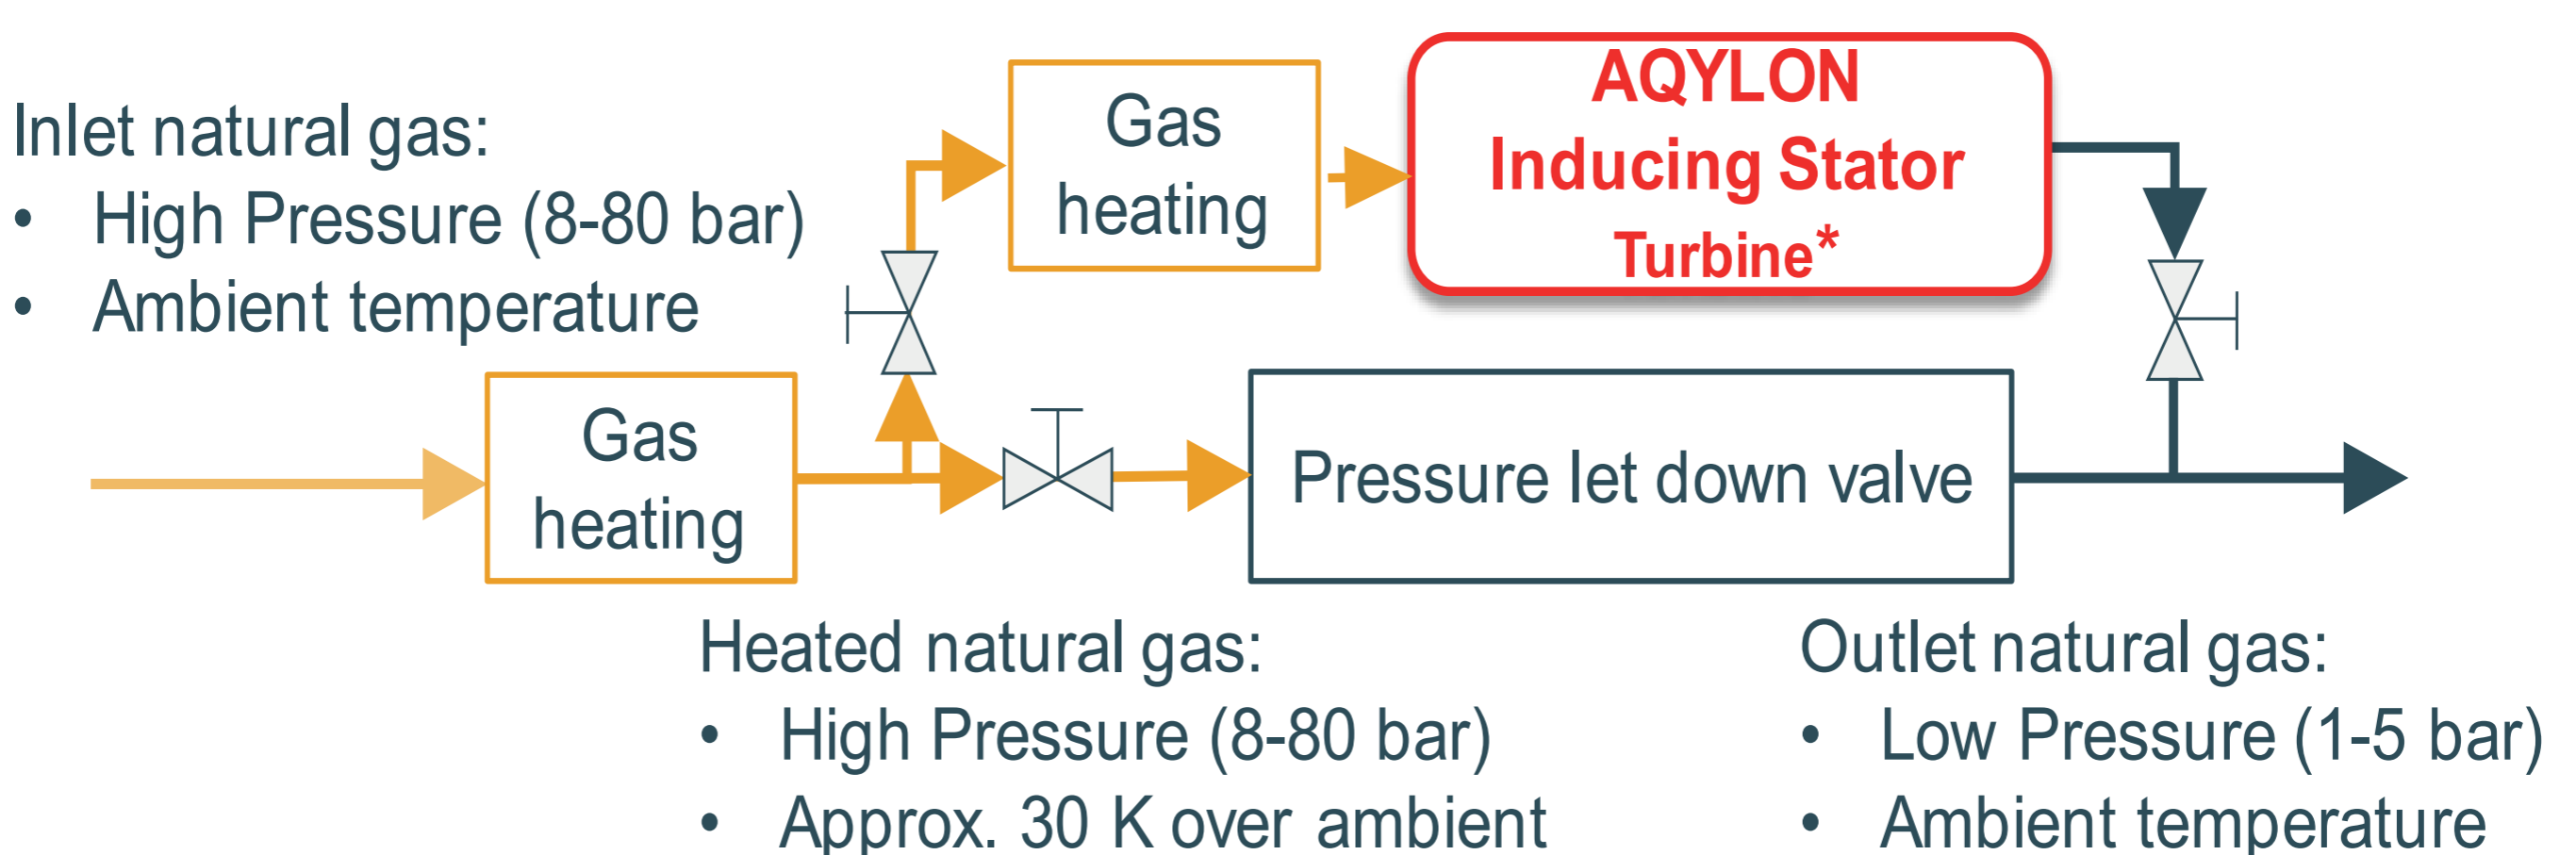 Inlet natural gas:
• High Pressure (8-80 bar)
• Ambient temperature
Gas
heating
AQYLON
Inducing Stator
Turbine*
Gas
heating
Pressure let down valve
Heated natural gas:
• High Pressure (8-80 bar)
• Approx. 30 K over ambient
Outlet natural gas:
• Low Pressure (1-5 bar)
• Ambient temperature